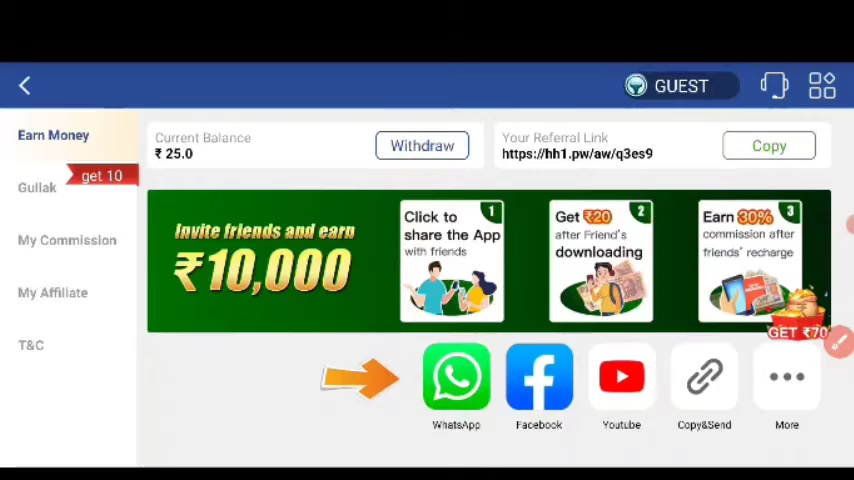 GUEST
Earn Money
Gullak
get 10
My Commission
My Affiliate
T&C
Current Balance
₹ 25.0
Withdraw
Your Referral Link
https://hh1.pw/aw/q3es9
Copy
Invite friends and earn
₹10,000
1
Click to
share the App
with friends
2
Get ₹20
after Friend's
downloading
3
Earn 30%
commission after
friends' recharge
GET ₹70
WhatsApp
Facebook
Youtube
Copy&Send
More